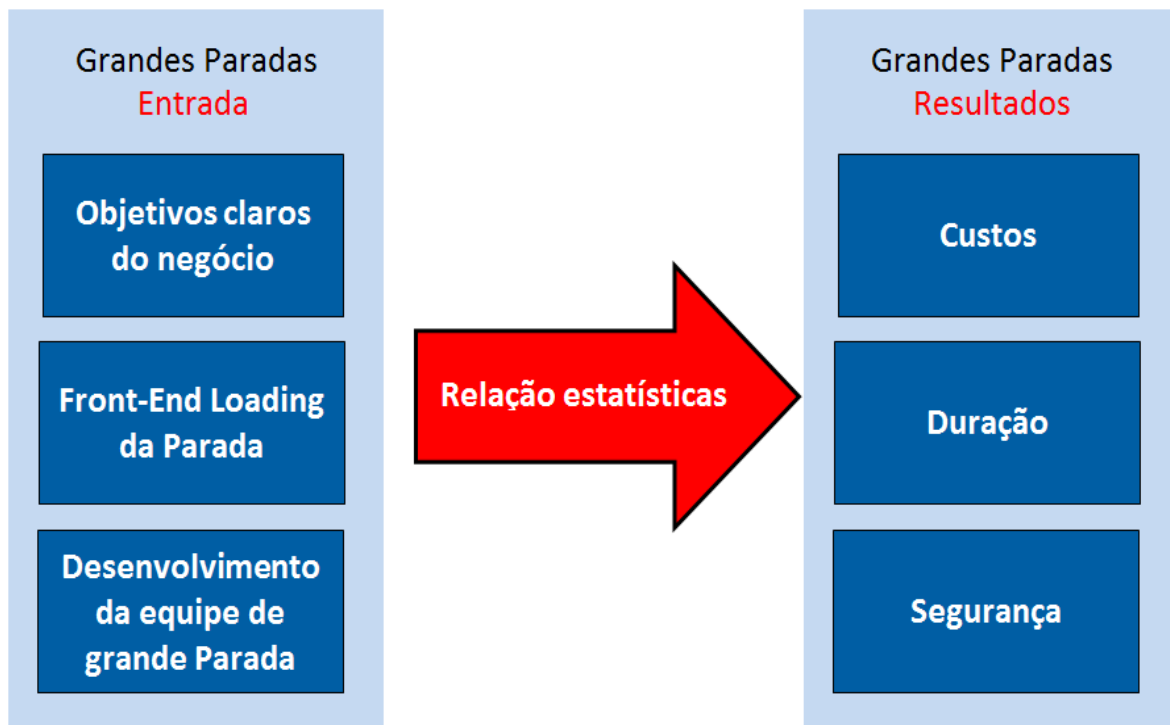 Grandes Paradas
Entrada
Objetivos claros
do negócio
Front-End Loading
da Parada
Desenvolvimento
da equipe de
grande Parada
Relação estatísticas
Grandes Paradas
Resultados
Custos
Duração
Segurança